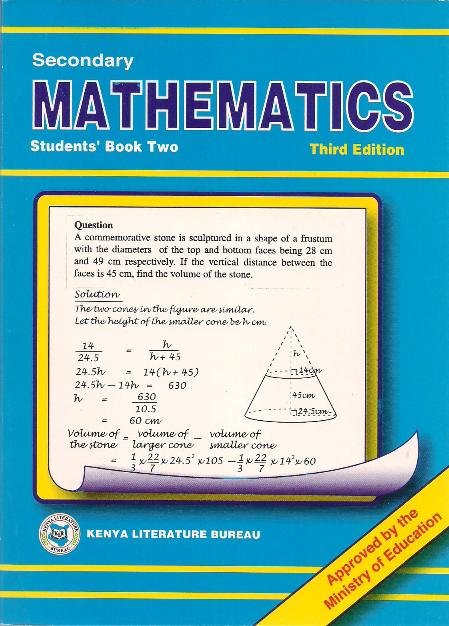 Secondary
MATHEMATICS
Students' Book Two
Third Edition
Question
A commemorative stone is sculptured in a shape of a frustum
with the diameters of the top and bottom faces being 28 cm
and 49 cm respectively. If the vertical distance between the
faces is 45 cm, find the volume of the stone.
Solution
The two cones in the figure are similar.
Let the height of the smaller cone be h cm.
14/24.5 = h/h + 45
24.5h = 14(h + 45)
24.5h – 14h = 630
h = 630/10.5
= 60 cm
h
14cm
45cm
24.5cm
Volume of the stone = volume of larger cone – volume of smaller cone
= 1/3 x 22/7 x 24.5² x 105 – 1/3 x 22/7 x 14² x 60
KENYA LITERATURE BUREAU
KENYA LITERATURE
BUREAU
Approved by the
Ministry of Education